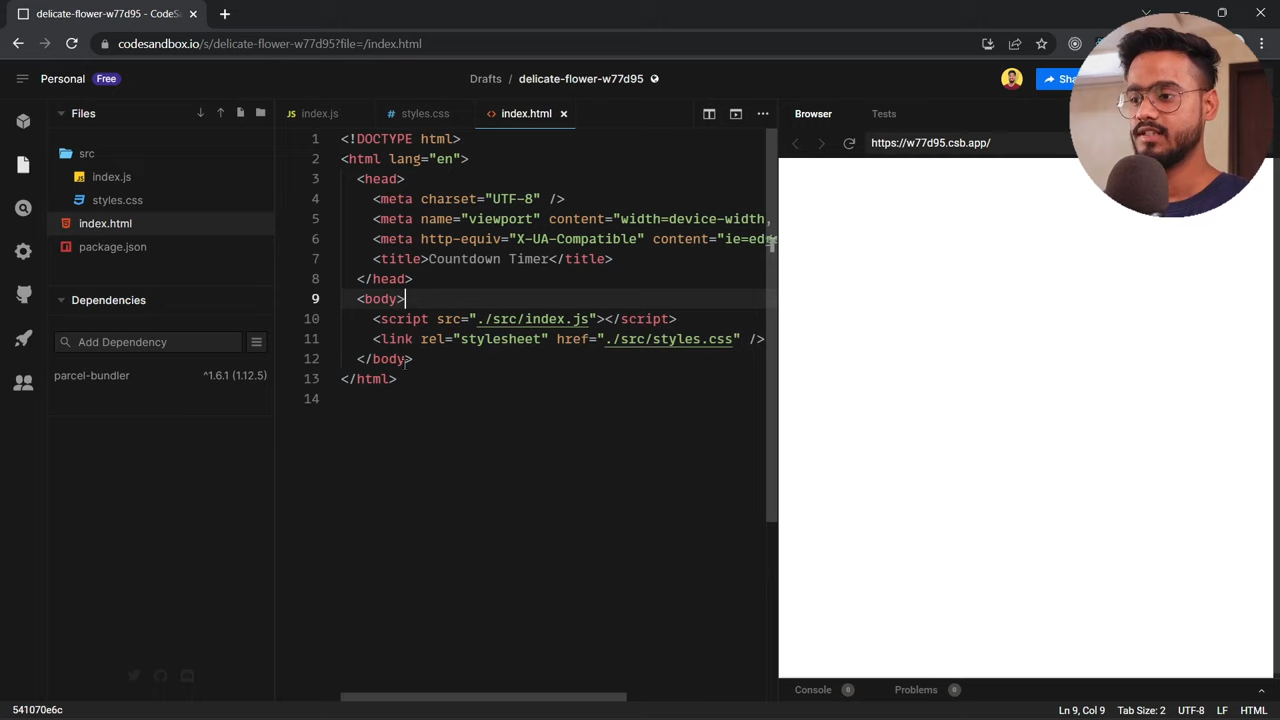 delicate-flower-w77d95 - CodeS
codesandbox.io/s/delicate-flower-w77d95?file=/index.html
Personal Free
Drafts / delicate-flower-w77d95
Sha
Files
src
index.js
styles.css
index.html
package.json
Dependencies
Add Dependency
parcel-bundler ^1.6.1 (1.12.5)
index.js styles.css index.html
1 <!DOCTYPE html>
2 <html lang="en">
3 <head>
4 <meta charset="UTF-8" />
5 <meta name="viewport" content="width=device-width,
6 <meta http-equiv="X-UA-Compatible" content="ie=edge
7 <title>Countdown Timer</title>
8 </head>
9 <body>
10 <script src="./src/index.js"></script>
11 <link rel="stylesheet" href="./src/styles.css" />
12 </body>
13 </html>
14
Browser Tests
https://w77d95.csb.app/
Console 0 Problems 0
541070e6c
Ln 9, Col 9 Tab Size: 2 UTF-8 LF HTML